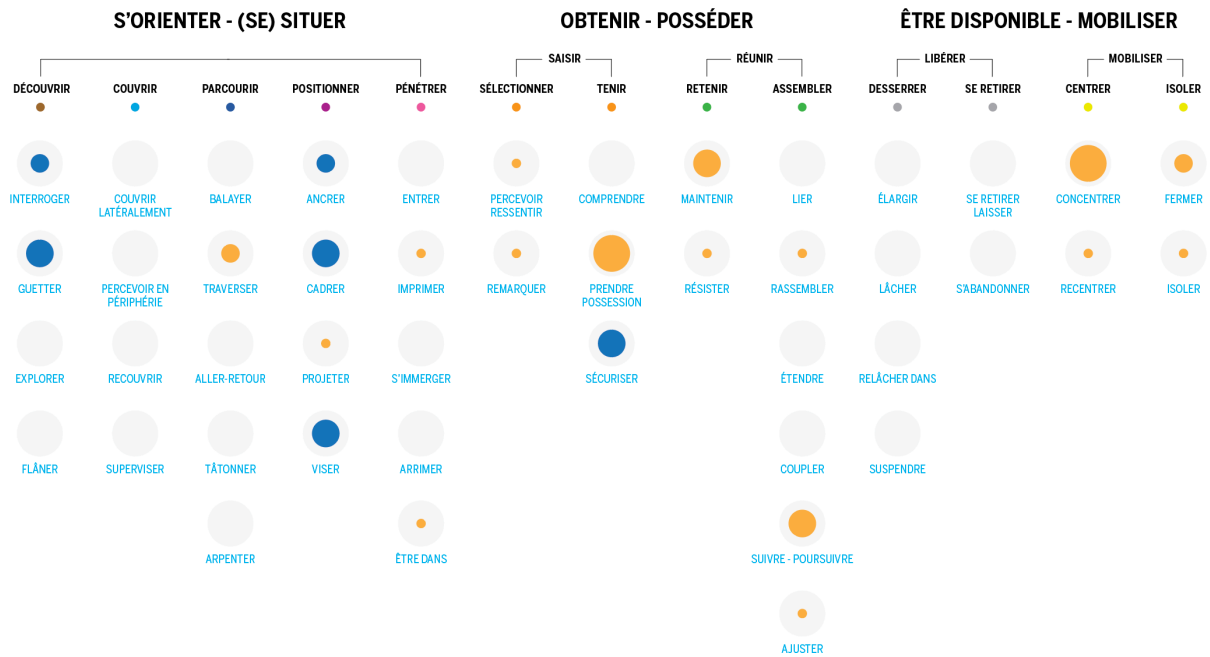 S’ORIENTER - (SE) SITUER
OBTENIR - POSSÉDER
ÊTRE DISPONIBLE - MOBILISER
SAISIR
RÉUNIR
LIBÉRER
MOBILISER
DÉCOUVRIR
COUVRIR
PARCOURIR
POSITIONNER
PÉNÉTRER
SÉLECTIONNER
TENIR
RETENIR
ASSEMBLER
DESSERRER
SE RETIRER
CENTRER
ISOLER
INTERROGER
COUVRIR
LATÉRALEMENT
BALAYER
ANCRER
ENTRER
PERCEVOIR
RESSENTIR
COMPRENDRE
MAINTENIR
LIER
ÉLARGIR
SE RETIRER
LAISSER
CONCENTRER
FERMER
GUETTER
PERCEVOIR EN
PÉRIPHÉRIE
TRAVERSER
CADRER
IMPRIMER
REMARQUER
PRENDRE
POSSESSION
RÉSISTER
RASSEMBLER
LÂCHER
S’ABANDONNER
RECENTRER
ISOLER
EXPLORER
RECOUVRIR
ALLER-RETOUR
PROJETER
S’IMMERGER
SÉCURISER
ÉTENDRE
RELÂCHER DANS
FLÂNER
SUPERVISER
TÂTONNER
VISER
ARRIMER
COUPLER
SUSPENDRE
ARPENTER
ÊTRE DANS
SUIVRE - POURSUIVRE
AJUSTER